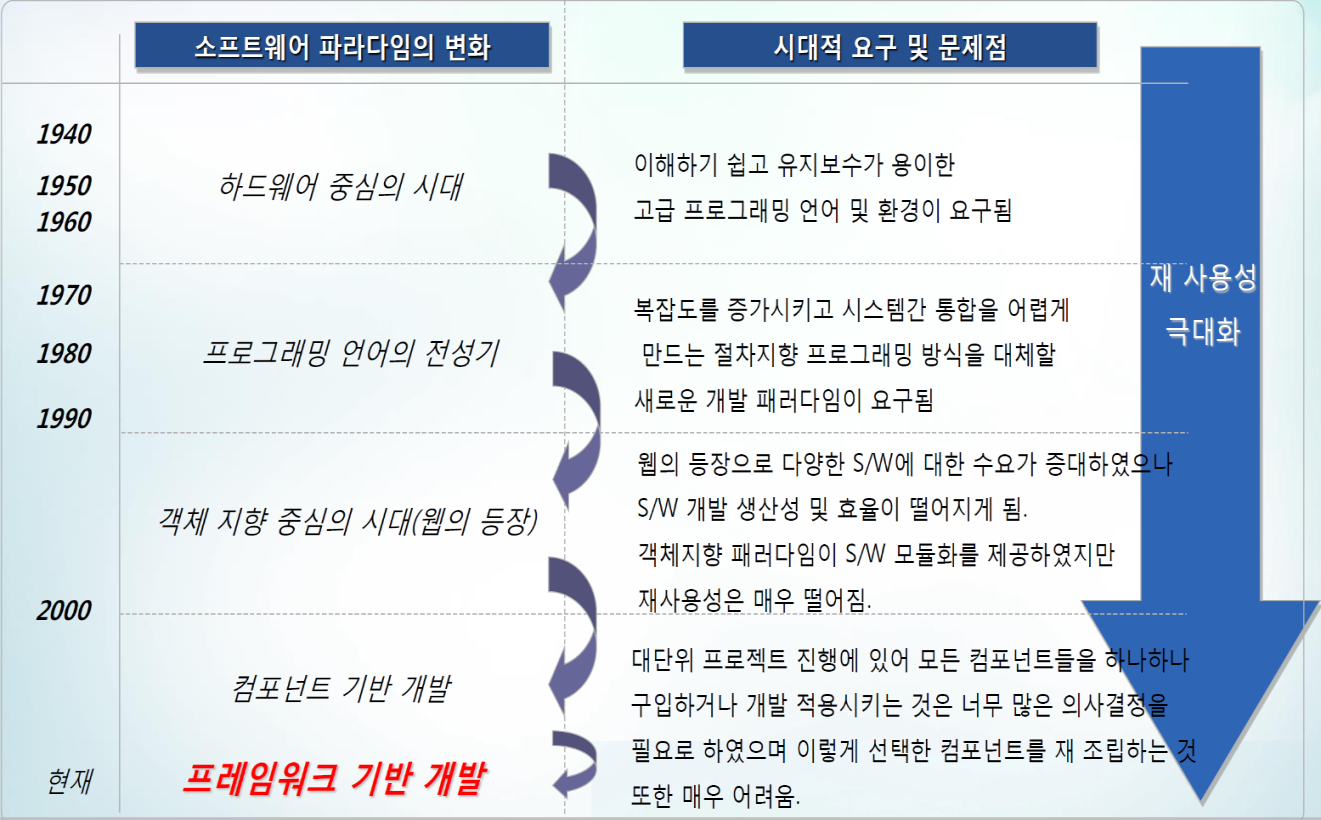 소프트웨어 파라다임의 변화
시대적 요구 및 문제점
1940
1950
1960
하드웨어 중심의 시대
이해하기 쉽고 유지보수가 용이한
고급 프로그래밍 언어 및 환경이 요구됨
재 사용성
극대화
1970
1980
1990
프로그래밍 언어의 전성기
복잡도를 증가시키고 시스템간 통합을 어렵게
만드는 절차지향 프로그래밍 방식을 대체할
새로운 개발 패러다임이 요구됨
객체 지향 중심의 시대(웹의 등장)
웹의 등장으로 다양한 S/W에 대한 수요가 증대하였으나
S/W 개발 생산성 및 효율이 떨어지게 됨.
객체지향 패러다임이 S/W 모듈화를 제공하였지만
재사용성은 매우 떨어짐.
2000
컴포넌트 기반 개발
대단위 프로젝트 진행에 있어 모든 컴포넌트들을 하나하나
구입하거나 개발 적용시키는 것은 너무 많은 의사결정을
필요로 하였으며 이렇게 선택한 컴포넌트를 재 조립하는 것
또한 매우 어려움.
현재
프레임워크 기반 개발